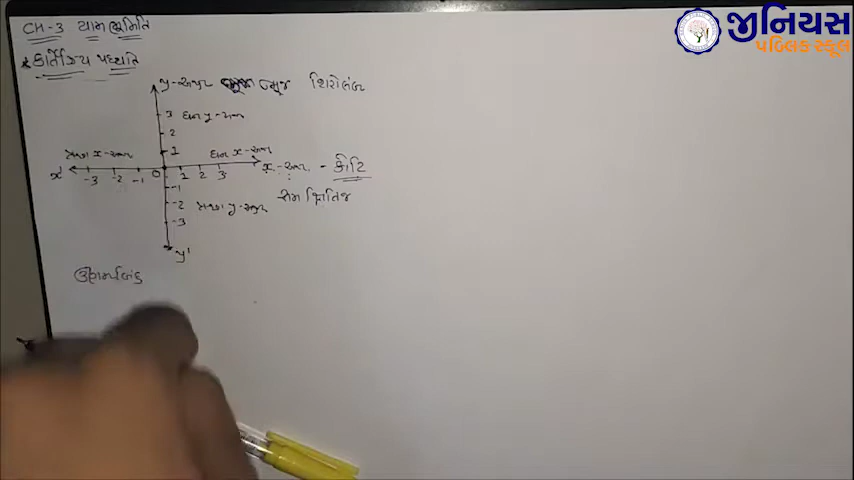 CH-3 યામ ભૂમિતિ
જીનિયસ
પબ્લિક સ્કૂલ
* કાર્તેઝિય પધ્ધતિ
y-અક્ષ ભૂજ શિરોલંબ
3 ધન y-અક્ષ
2
1
ઋણ x-અક્ષ ધન x-અક્ષ
x' -3 -2 -1 0 1 2 3 x-અક્ષ - કોટિ
-1
-2 ઋણ y-અક્ષ સમક્ષિતિજ
-3
y'
ઉગમબિંદુ